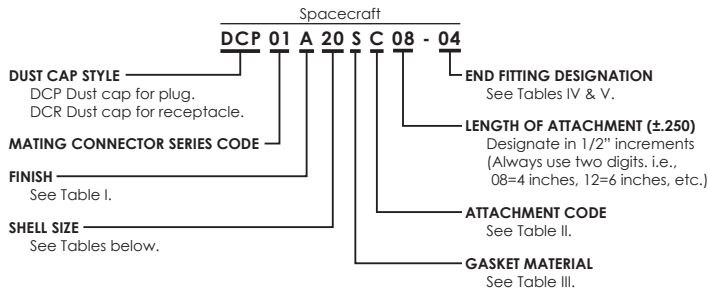 Spacecraft
DCP 01 A 20 S C 08 - 04
DUST CAP STYLE
DCP Dust cap for plug.
DCR Dust cap for receptacle.
MATING CONNECTOR SERIES CODE
FINISH
See Table I.
SHELL SIZE
See Tables below.
END FITTING DESIGNATION
See Tables IV & V.
LENGTH OF ATTACHMENT (±.250)
Designate in 1/2" increments
(Always use two digits. i.e.,
08=4 inches, 12=6 inches, etc.)
ATTACHMENT CODE
See Table II.
GASKET MATERIAL
See Table III.